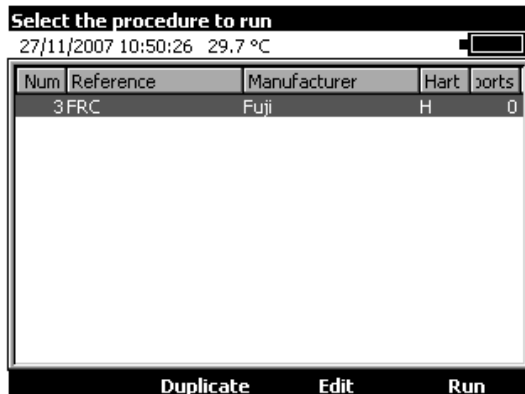 Select the procedure to run
27/11/2007 10:50:26 29.7 °C
Num Reference Manufacturer Hart ports
3 FRC Fuji H 0
Duplicate Edit Run